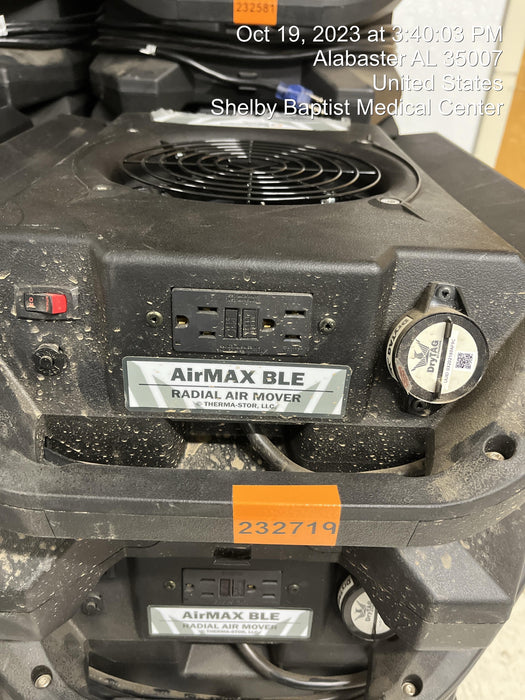 232581
Oct 19, 2023 at 3:40:03 PM
Alabaster AL 35007
United States
Shelby Baptist Medical Center
DryTAG
AirMAX BLE
RADIAL AIR MOVER
© THERMA-STOR, LLC
232719
AirMAX BLE
RADIAL AIR MOVER
© THERMA-STOR, LLC
DryTAG